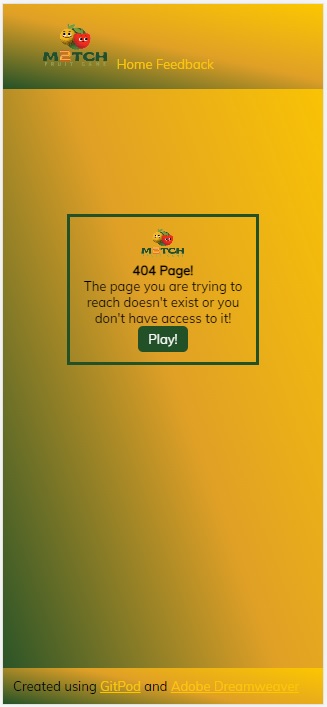 M2TCH
FRUIT GAME
Home Feedback
M2TCH
404 Page!
The page you are trying to
reach doesn't exist or you
don't have access to it!
Play!
Created using GitPod and Adobe Dreamweaver